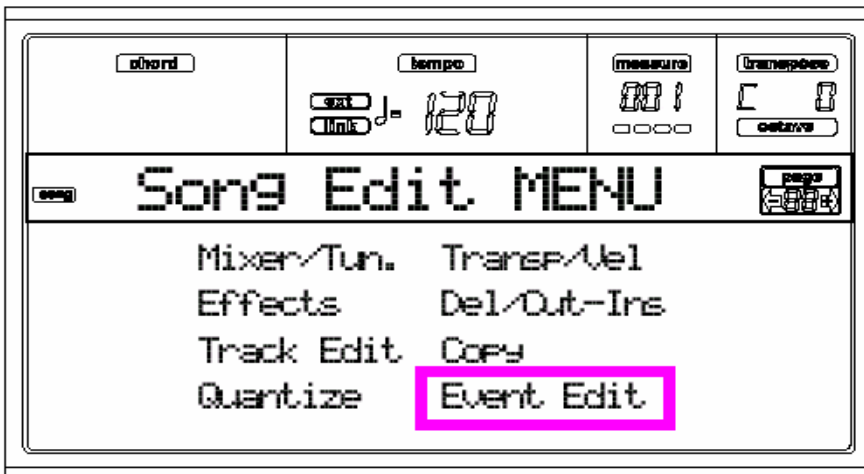 chord tempo measure transpose
ext
link
120 001 C 0
octave
song Song Edit MENU page
88
Mixer/Tun. Transp/Vel
Effects Del/Cut-Ins
Track Edit Copy
Quantize Event Edit